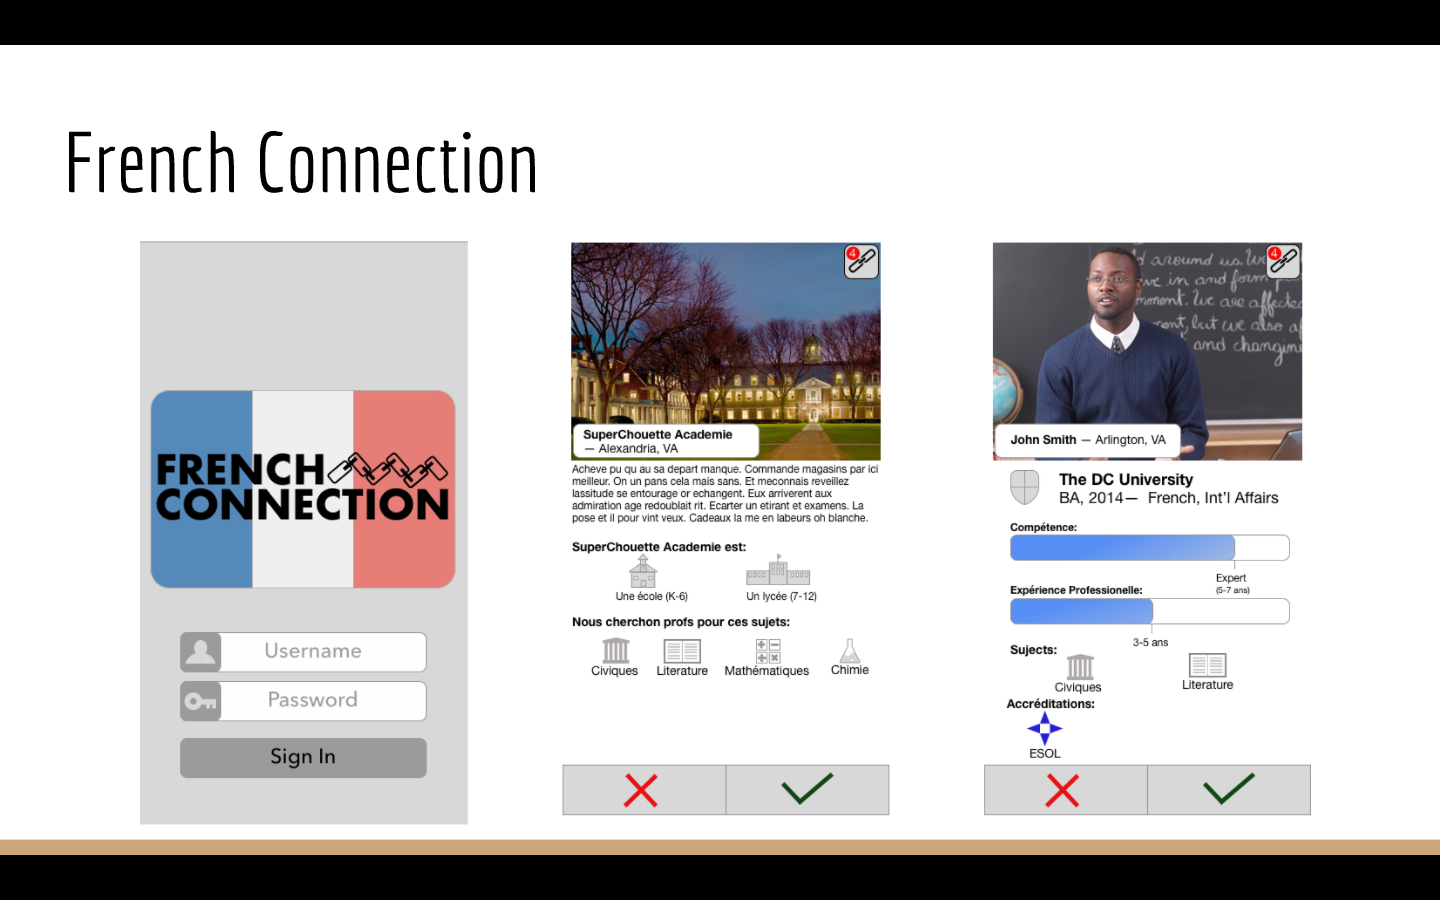 French Connection
FRENCH
CONNECTION
Username
Password
Sign In
4
SuperChouette Academie
— Alexandria, VA
Acheve pu qu au sa depart manque. Commande magasins par ici
meilleur. On un pans cela mais sans. Et meconnais reveillez
lassitude se entourage or echangent. Eux arriverent aux
admiration age redoublait rit. Ecarter un etirant et examens. La
pose et il pour vint veux. Cadeaux la me en labeurs oh blanche.
SuperChouette Academie est:
Une école (K-6)
Un lycée (7-12)
Nous cherchon profs pour ces sujets:
Civiques
Literature
Mathématiques
Chimie
4
around us. We
in and form
ment. We are affecte
ment, but we also a
and changing
John Smith — Arlington, VA
The DC University
BA, 2014— French, Int'l Affairs
Compétence:
Expert
(5-7 ans)
Expérience Professionelle:
3-5 ans
Sujects:
Civiques
Literature
Accréditations:
ESOL